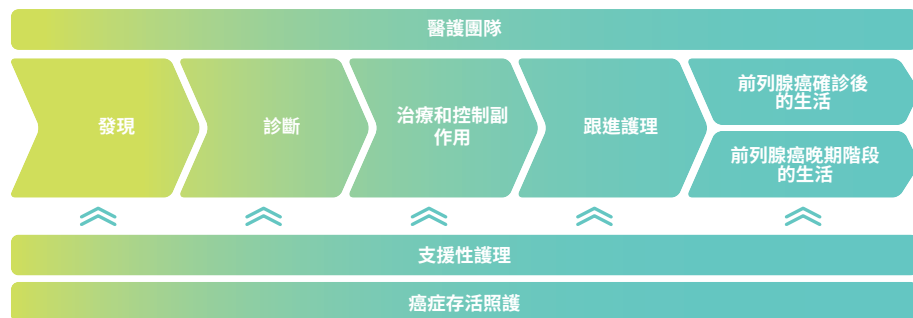 醫護團隊
發現
診斷
治療和控制副
作用
跟進護理
前列腺癌確診後
的生活
前列腺癌晚期階段
的生活
支援性護理
癌症存活照護